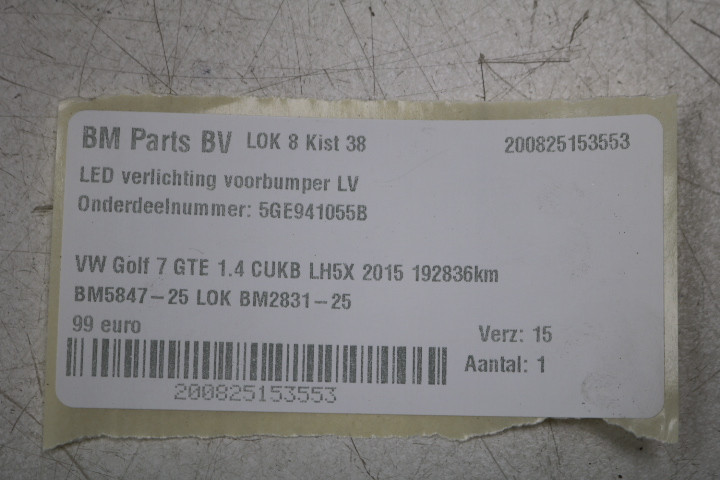 BM Parts BV LOK 8 Kist 38 200825153553
LED verlichting voorbumper LV
Onderdeelnummer: 5GE941055B
VW Golf 7 GTE 1.4 CUKB LH5X 2015 192836km
BM5847-25 LOK BM2831-25
99 euro Verz: 15
Aantal: 1
200825153553